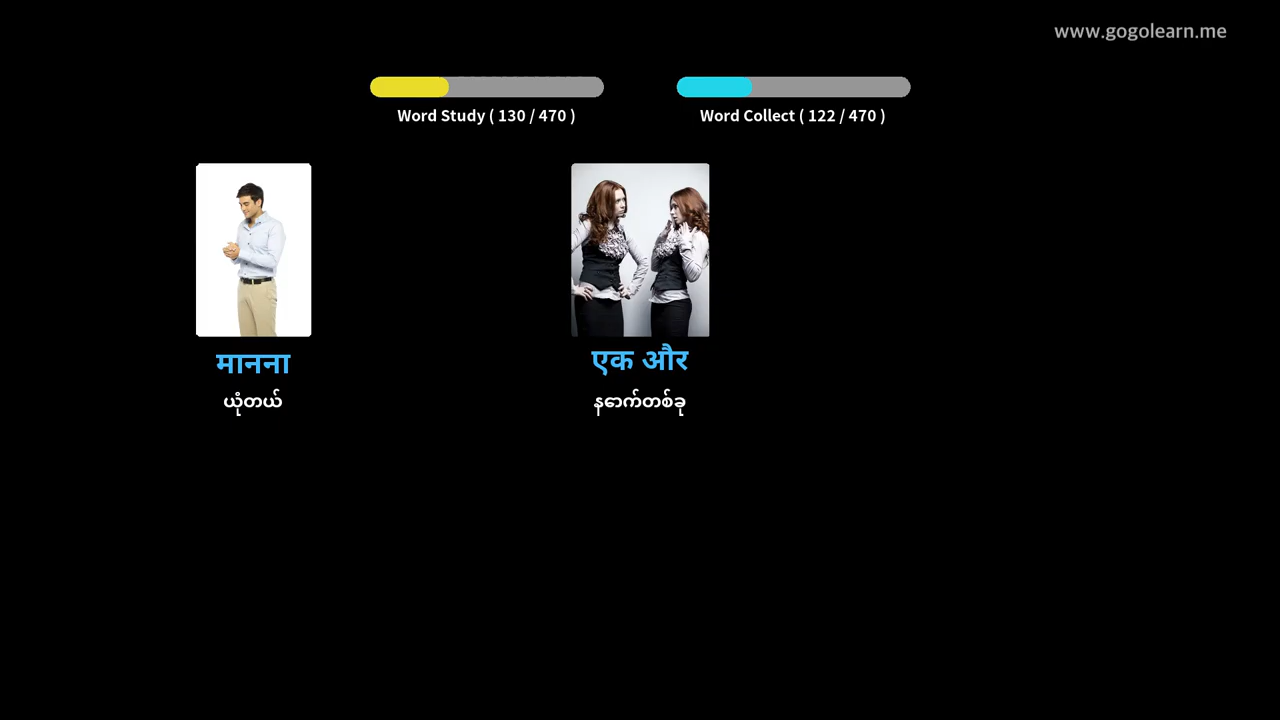 www.gogolearn.me
Word Study ( 130 / 470 )
Word Collect ( 122 / 470 )
मानना
ယုံတယ်
एक और
နောက်တစ်ခု